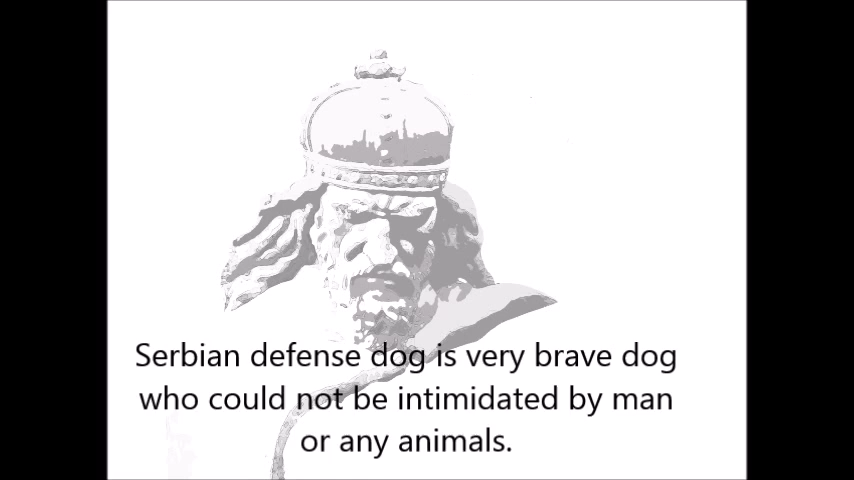 Serbian defense dog is very brave dog
who could not be intimidated by man
or any animals.